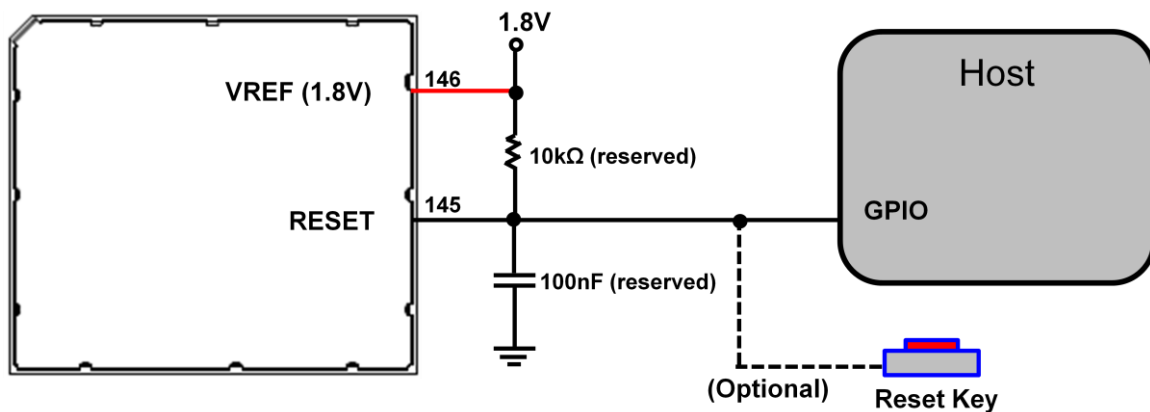 1.8V
Host
146
VREF (1.8V)
10kΩ (reserved)
145
RESET
GPIO
100nF (reserved)
(Optional)
Reset Key